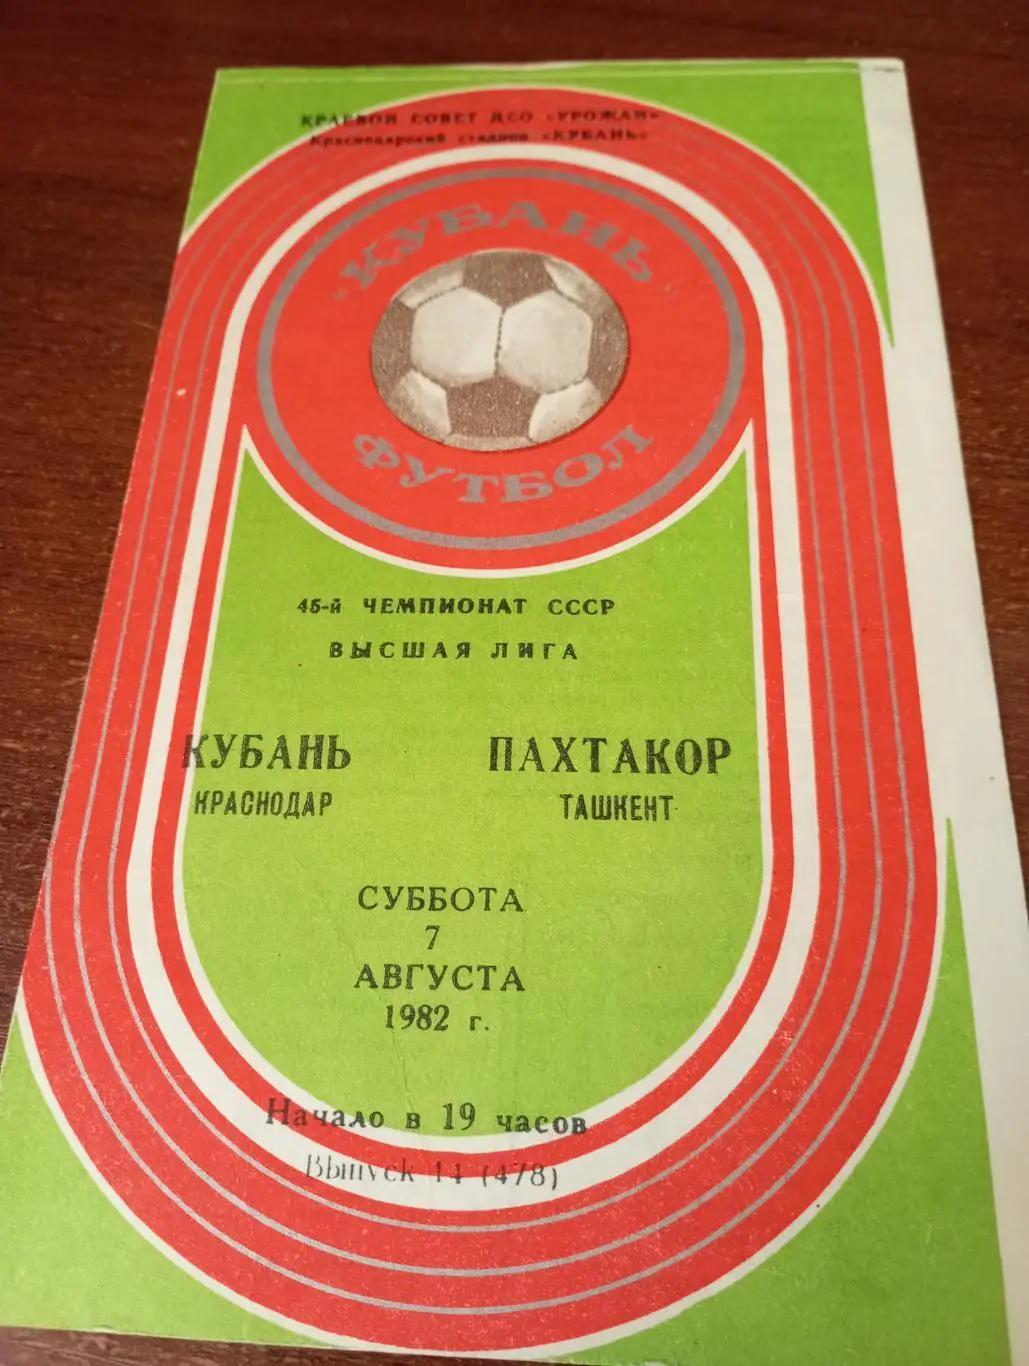 КРАЕВОЙ СОВЕТ ДСО «УРОЖАЙ»
Краснодарский стадион «КУБАНЬ»
"КУБАНЬ"
ФУТБОЛ
45-й ЧЕМПИОНАТ СССР
ВЫСШАЯ ЛИГА
КУБАНЬ ПАХТАКОР
КРАСНОДАР ТАШКЕНТ
СУББОТА
7
АВГУСТА
1982 г.
Начало в 19 часов
Выпуск 14 (478)